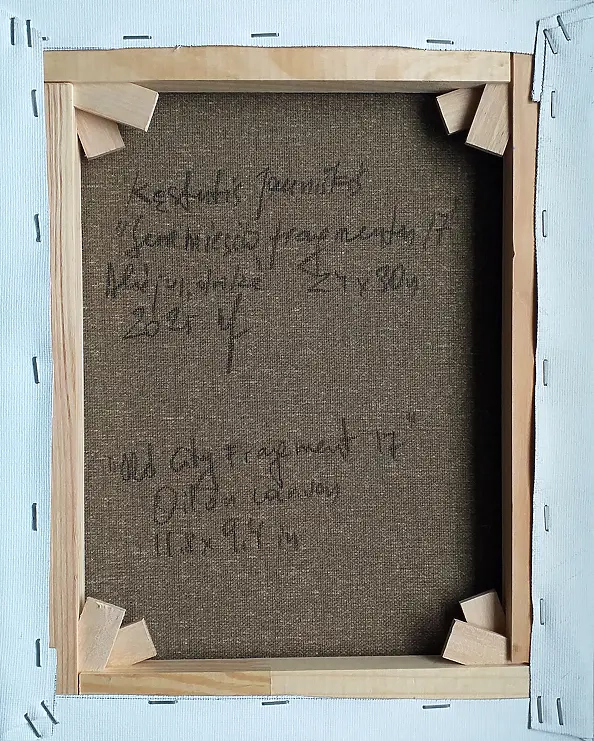 Kęstutis Jauniškis
"Senamiesčio fragmentas 17"
Aliejus, drobė 24 x 30
2025
"Old City Fragment 17"
Oil on canvas
11.8 x 9.4 in